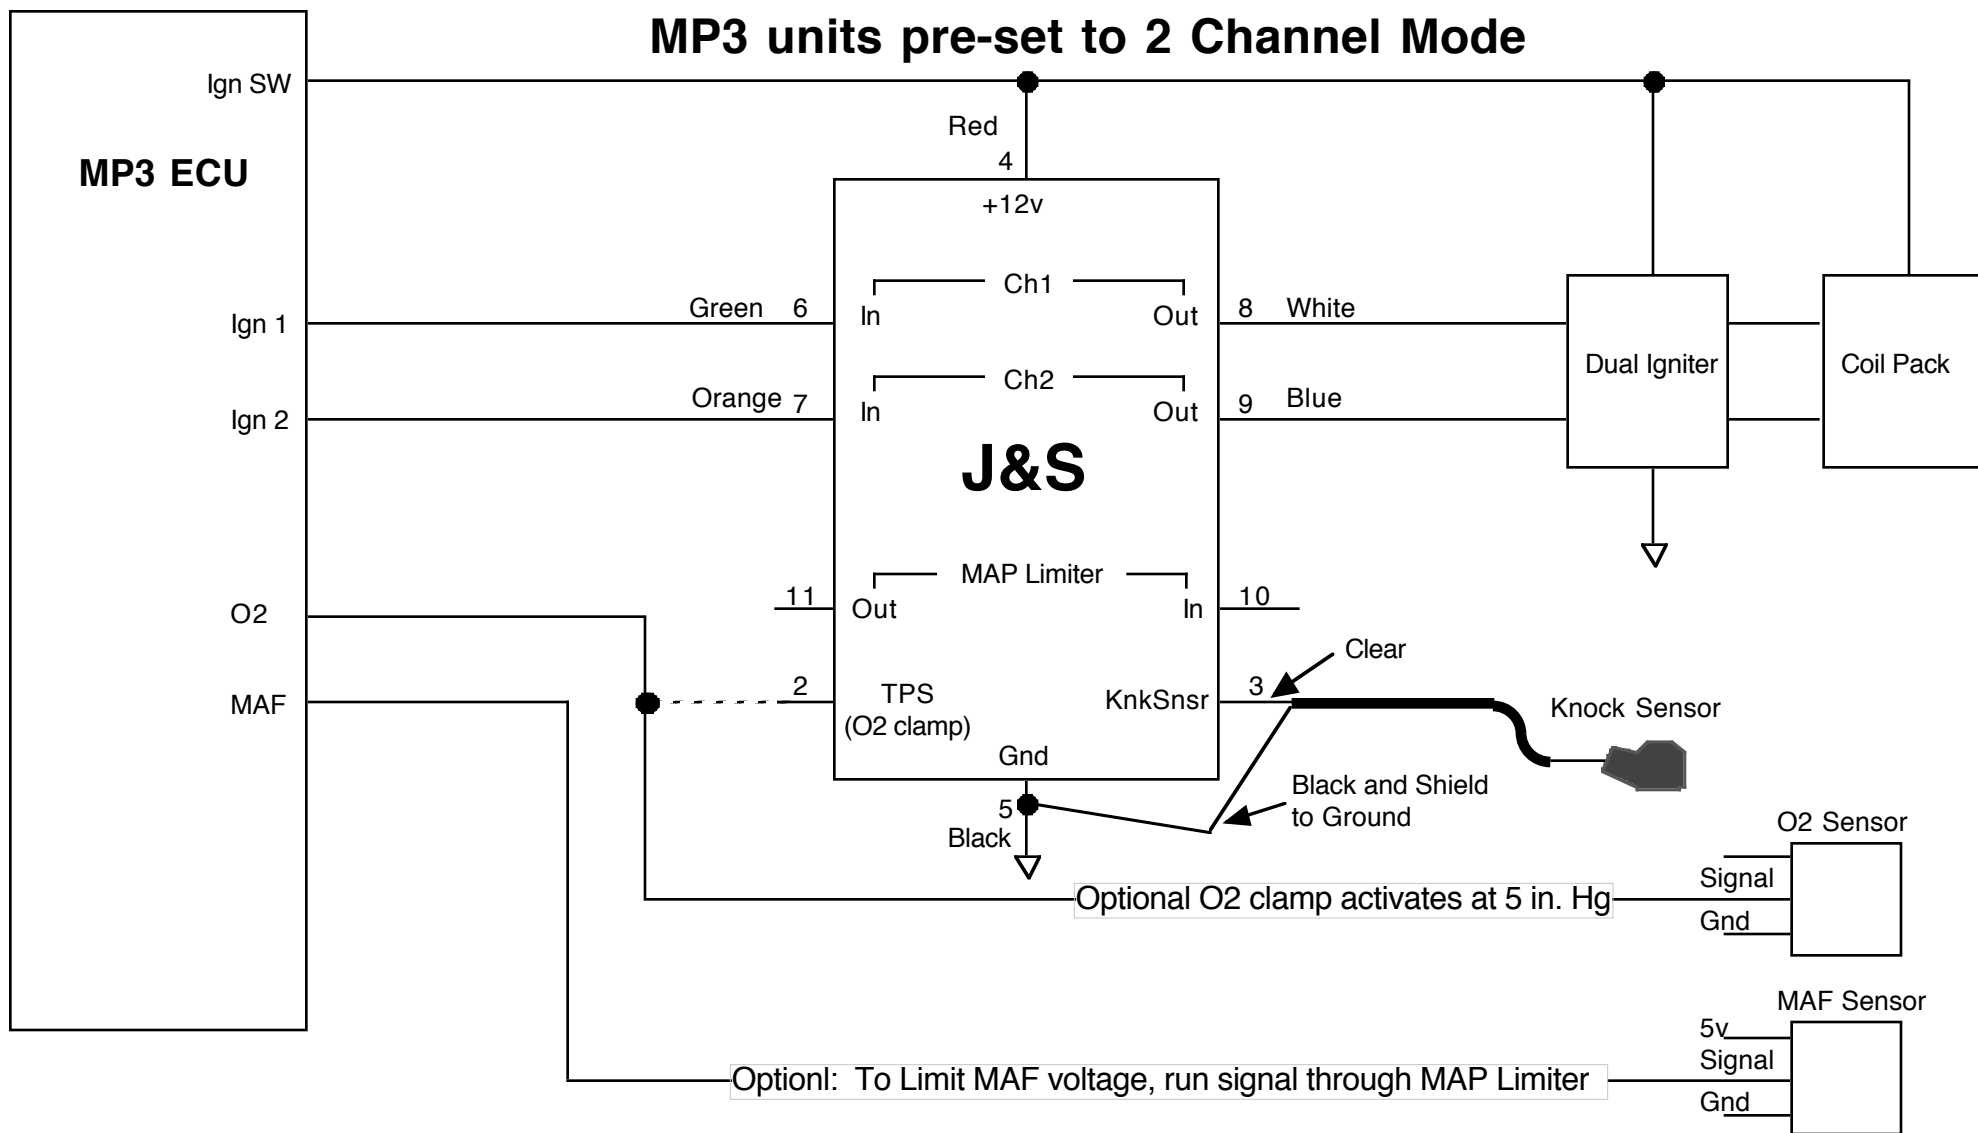 MP3 units pre-set to 2 Channel Mode
Ign SW
Red
4
MP3 ECU
+12v
Ch1
Green 6
In
Out
8 White
Ign 1
Dual Igniter
Coil Pack
Ch2
Orange 7
In
Out
9 Blue
Ign 2
J&S
MAP Limiter
11
Out
In
10
O2
Clear
2
TPS
(O2 clamp)
KnkSnsr
3
MAF
Knock Sensor
Gnd
5
Black
Black and Shield
to Ground
O2 Sensor
Signal
Gnd
Optional O2 clamp activates at 5 in. Hg
MAF Sensor
5v
Signal
Gnd
Optionl: To Limit MAF voltage, run signal through MAP Limiter